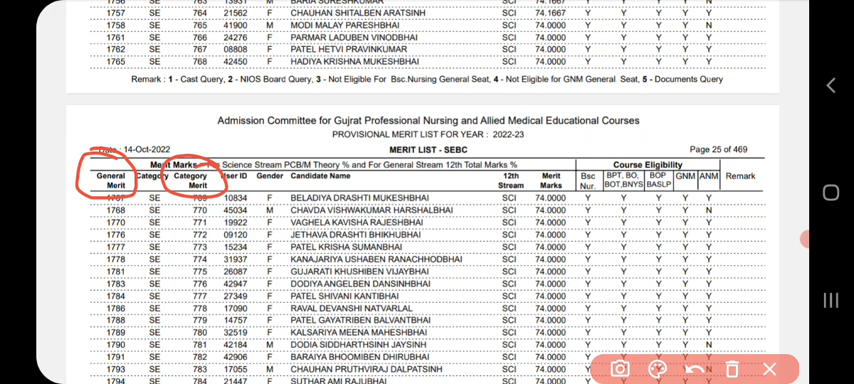 1756 SE 763 13931 M BARIA SURESHKUMAR SCI 74.1667 Y Y Y Y N
1757 SE 764 21562 F CHAUHAN SHITALBEN ARATSINH SCI 74.1667 Y Y Y Y Y
1758 SE 765 41900 M MODI MALAY PARESHBHAI SCI 74.0000 Y Y Y Y N
1761 SE 766 24276 F PARMAR LADUBEN VINODBHAI SCI 74.0000 Y Y Y Y Y
1762 SE 767 08808 F PATEL HETVI PRAVINKUMAR SCI 74.0000 Y Y Y Y Y
1765 SE 768 42450 F HADIYA KRISHNA MUKESHBHAI SCI 74.0000 Y Y Y Y Y
Remark : 1 - Cast Query, 2 - NIOS Board Query, 3 - Not Eligible For Bsc.Nursing General Seat, 4 - Not Eligible for GNM General Seat, 5 - Documents Query
Admission Committee for Gujrat Professional Nursing and Allied Medical Educational Courses
PROVISIONAL MERIT LIST FOR YEAR : 2022-23
Date : 14-Oct-2022 MERIT LIST - SEBC Page 25 of 469
Merit Marks - Science Stream PCB/M Theory % and For General Stream 12th Total Marks % Course Eligibility
General Merit Category Category Merit User ID Gender Candidate Name 12th Stream Merit Marks Bsc Nur. BPT, BO, BOT,BNYS BOP BASLP GNM ANM Remark
1767 SE 769 10834 F BELADIYA DRASHTI MUKESHBHAI SCI 74.0000 Y Y Y Y Y
1768 SE 770 45034 M CHAVDA VISHWAKUMAR HARSHALBHAI SCI 74.0000 Y Y Y Y N
1770 SE 771 19922 F VAGHELA KAVISHA RAJESHBHAI SCI 74.0000 Y Y Y Y Y
1776 SE 772 09120 F JETHAVA DRASHTI BHIKHUBHAI SCI 74.0000 Y Y Y Y Y
1777 SE 773 15234 F PATEL KRISHA SUMANBHAI SCI 74.0000 Y Y Y Y Y
1778 SE 774 31937 F KANAJARIYA USHABEN RANACHHODBHAI SCI 74.0000 Y Y Y Y Y
1781 SE 775 26087 F GUJARATI KHUSHIBEN VIJAYBHAI SCI 74.0000 Y Y Y Y Y
1783 SE 776 42947 F DODIYA ANGELBEN DANSINHBHAI SCI 74.0000 Y Y Y Y Y
1784 SE 777 27349 F PATEL SHIVANI KANTIBHAI SCI 74.0000 Y Y Y Y Y
1786 SE 778 17090 F RAVAL DEVANSHI NATVARLAL SCI 74.0000 Y Y Y Y Y
1788 SE 779 14757 F PATEL GAYATRIBEN BALVANTBHAI SCI 74.0000 Y Y Y Y Y
1789 SE 780 32519 F KALSARIYA MEENA MAHESHBHAI SCI 74.0000 Y Y Y Y Y
1790 SE 781 42184 M DODIA SIDDHARTHSINH JAYSINH SCI 74.0000 Y Y Y Y N
1791 SE 782 42906 F BARAIYA BHOOMIBEN DHIRUBHAI SCI 74.0000 Y Y Y Y Y
1793 SE 783 17055 M CHAUHAN PRUTHVIRAJ DALPATSINH SCI 74.0000 Y N
1794 SE 784 21447 F SUTHAR AMI RAJUBHAI SCI 74.0000 Y